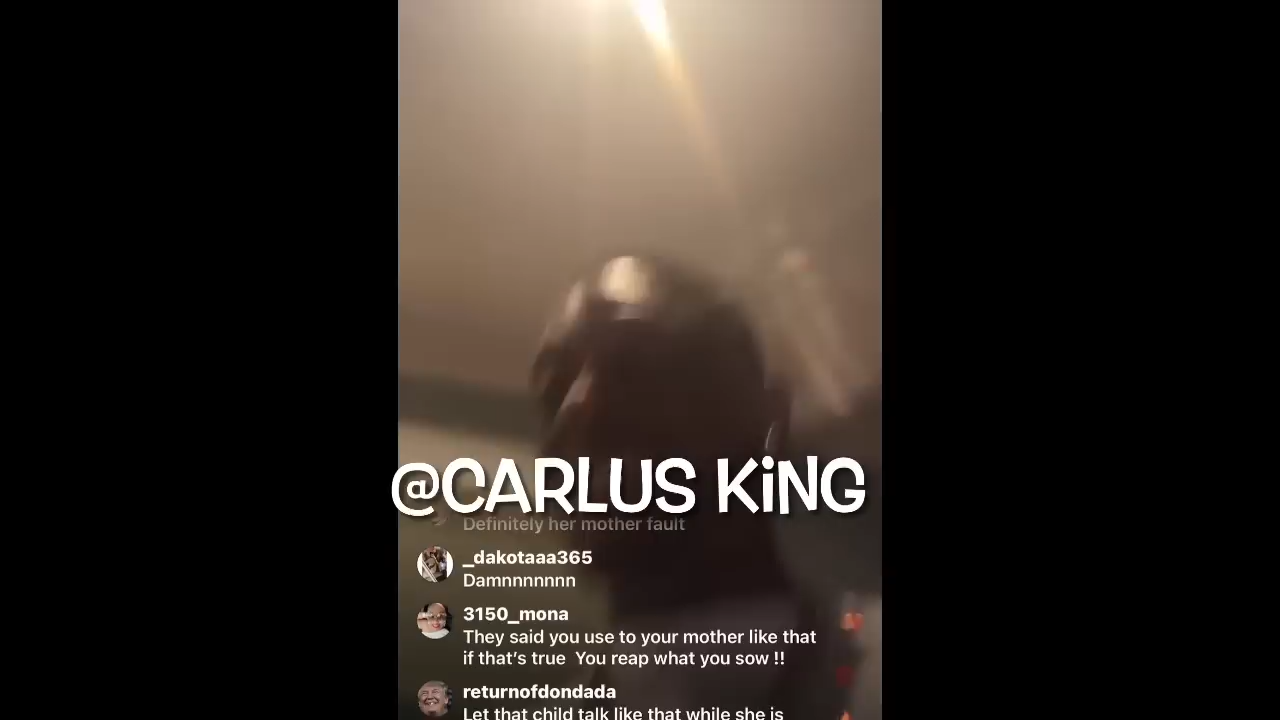 @CARLUS KiNG
Definitely her mother fault
_dakotaaa365
Damnnnnnnn
3150_mona
They said you use to your mother like that
if that's true  You reap what you sow !!
returnofdondada
Let that child talk like that while she is